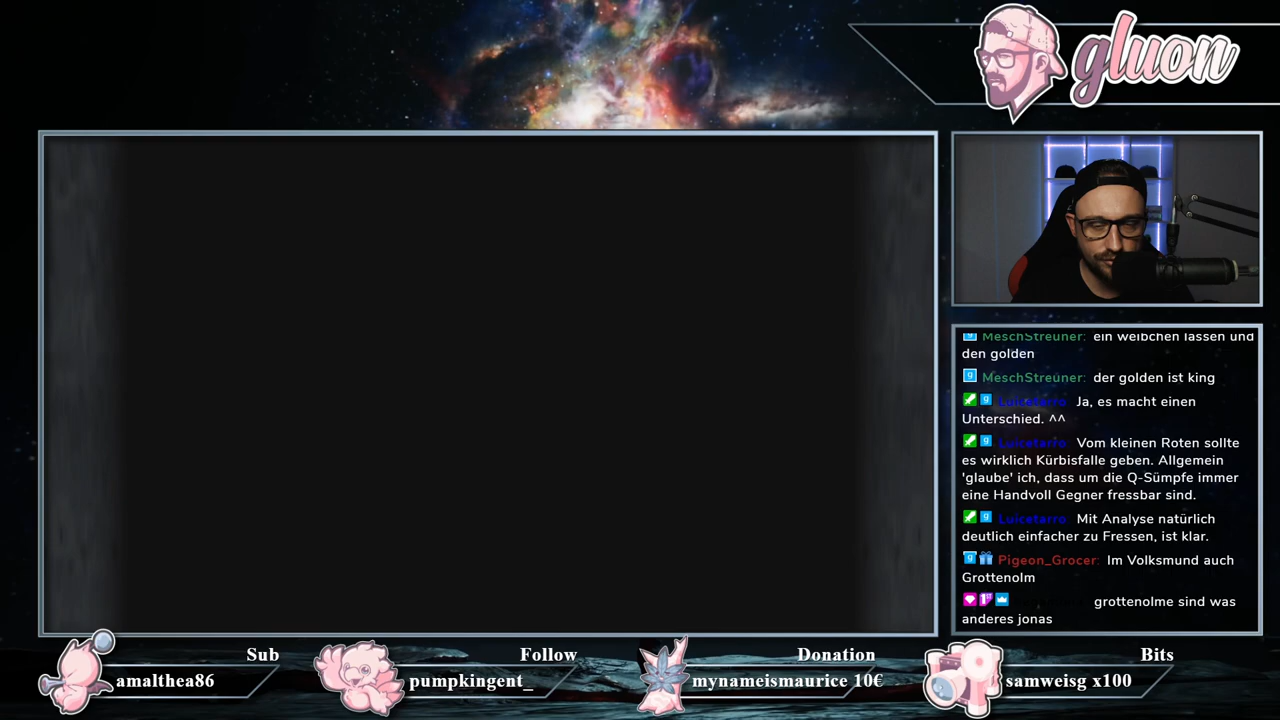 gluon
MeschStreuner: ein weibchen lassen und
den golden
MeschStreuner: der golden ist king
Luicetarro: Ja, es macht einen
Unterschied. ^^
Luicetarro: Vom kleinen Roten sollte
es wirklich Kürbisfalle geben. Allgemein
'glaube' ich, dass um die Q-Sümpfe immer
eine Handvoll Gegner fressbar sind.
Luicetarro: Mit Analyse natürlich
deutlich einfacher zu Fressen, ist klar.
Pigeon_Grocer: Im Volksmund auch
Grottenolm
grottenolme sind was
anderes jonas
Sub
amalthea86
Follow
pumpkingent_
Donation
mynameismaurice 10€
Bits
samweisg x100